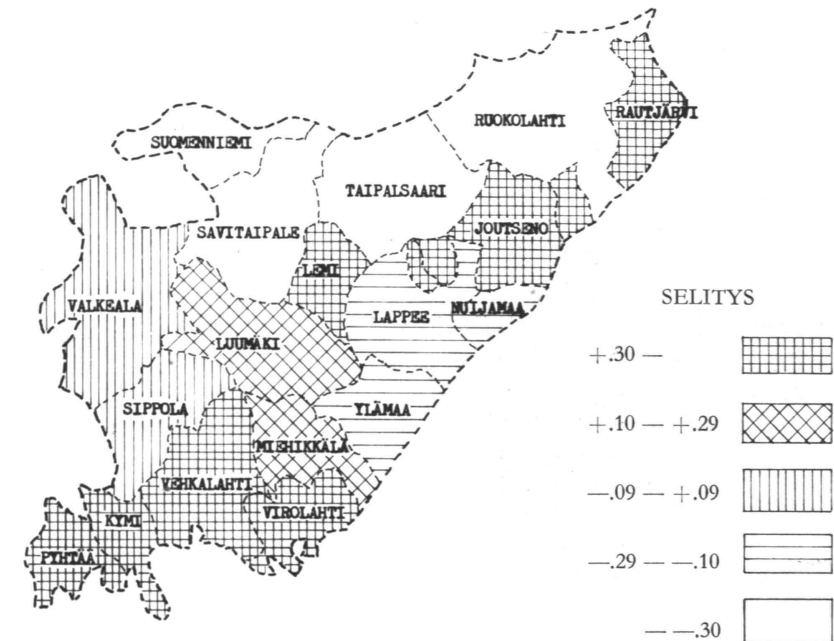 RUOKOLAHTI
RAUTJÄRVI
SUOMENNIEMI
TAIPALSAARI
SAVITAIPALE
JOUTSENO
LEMI
VALKEALA
LAPPEE
NUIJAMAA
LUUMÄKI
SIPPOLA
YLÄMAA
MIEHIKKÄLÄ
VEHKALAHTI
VIROLAHTI
KYMI
PYHTÄÄ
SELITYS
+.30 —
+.10 — +.29
—.09 — +.09
—.29 — —.10
— —.30